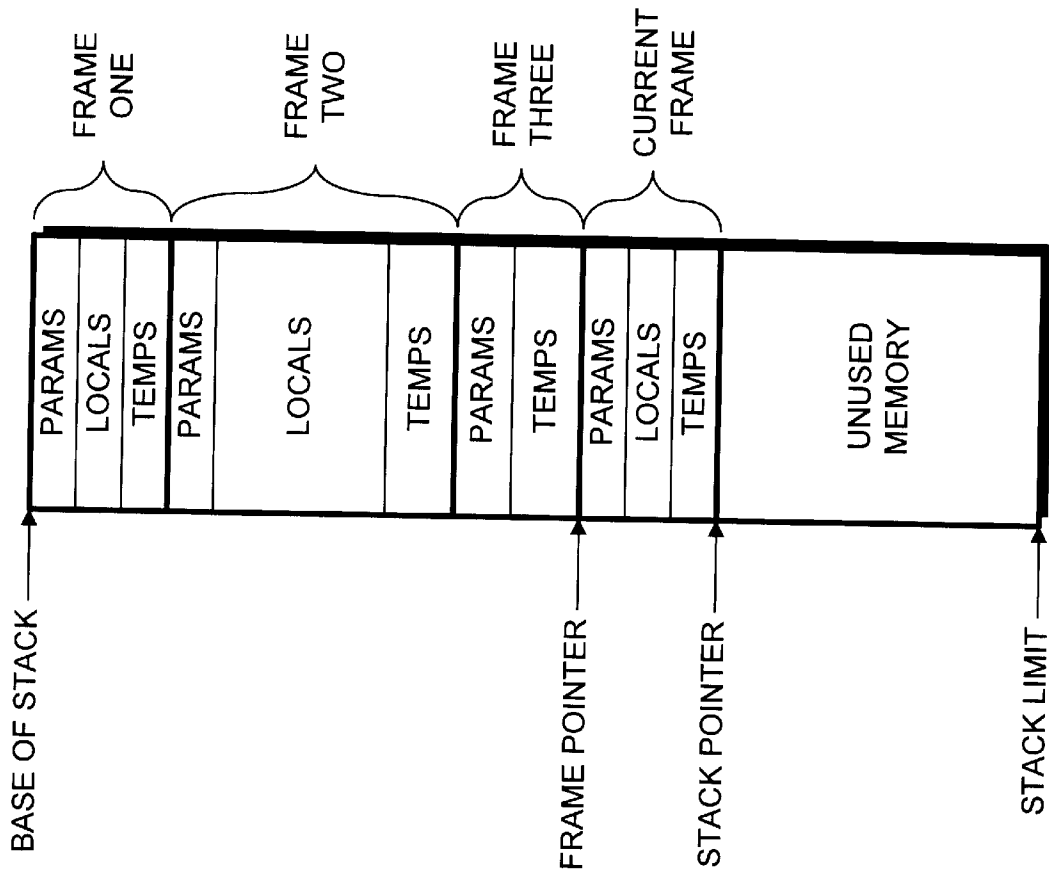 BASE OF STACK
FRAME POINTER
STACK POINTER
STACK LIMIT
PARAMS
LOCALS
TEMPS
PARAMS
LOCALS
TEMPS
PARAMS
TEMPS
PARAMS
LOCALS
TEMPS
UNUSED
MEMORY
FRAME
ONE
FRAME
TWO
FRAME
THREE
CURRENT
FRAME